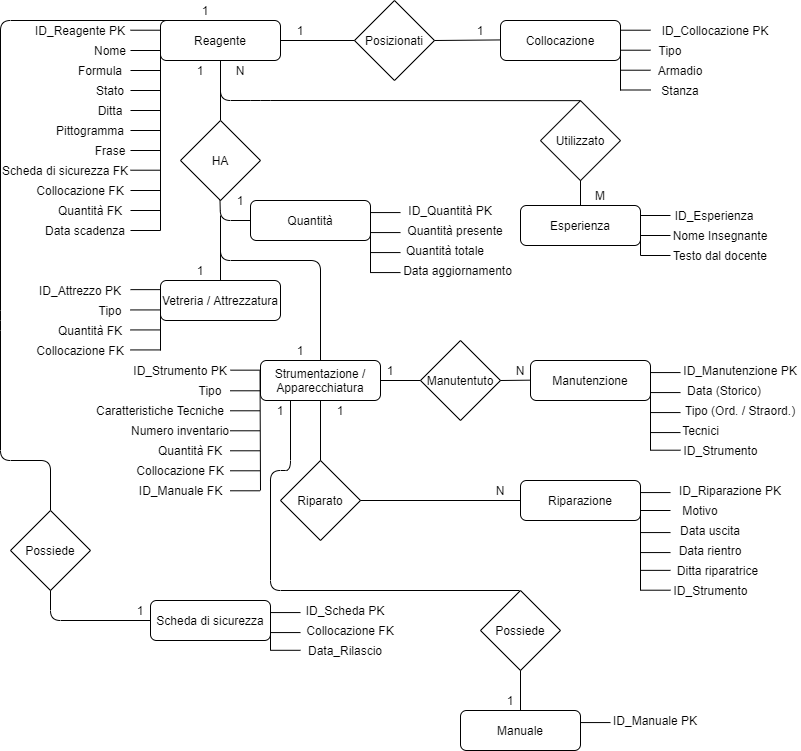 1
ID_Reagente PK
Nome
Formula
Stato
Ditta
Pittogramma
Frase
Scheda di sicurezza FK
Collocazione FK
Quantità FK
Data scadenza
Reagente
1
Posizionati
1
Collocazione
ID_Collocazione PK
Tipo
Armadio
Stanza
1
N
HA
Utilizzato
M
Esperienza
ID_Esperienza
Nome Insegnante
Testo dal docente
1
Quantità
ID_Quantità PK
Quantità presente
Quantità totale
Data aggiornamento
1
Vetreria / Attrezzatura
ID_Attrezzo PK
Tipo
Quantità FK
Collocazione FK
1
Strumentazione /
Apparecchiatura
ID_Strumento PK
Tipo
Caratteristiche Tecniche
Numero inventario
Quantità FK
Collocazione FK
ID_Manuale FK
1
Manutentuto
N
Manutenzione
ID_Manutenzione PK
Data (Storico)
Tipo (Ord. / Straord.)
Tecnici
ID_Strumento
1
1
Riparato
N
Riparazione
ID_Riparazione PK
Motivo
Data uscita
Data rientro
Ditta riparatrice
ID_Strumento
Possiede
1
Scheda di sicurezza
ID_Scheda PK
Collocazione FK
Data_Rilascio
Possiede
1
Manuale
ID_Manuale PK